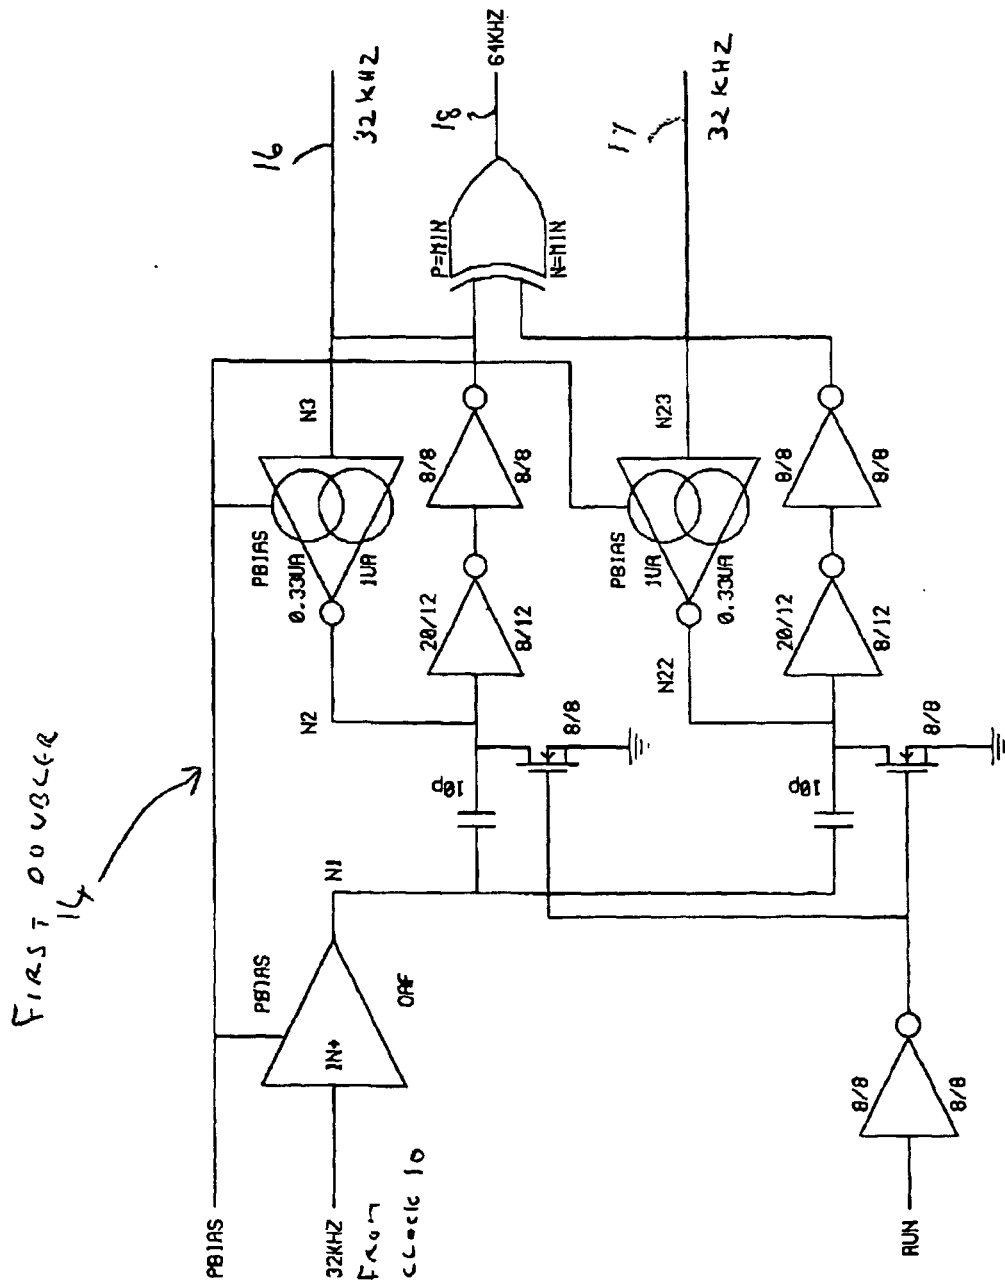 FIRST DOUBLER
14
PBIAS
32KHZ
FROM
CLOCK 10
PBIAS
IN+
OAF
N1
10p
8/8
N2
PBIAS
0.33UA
1UA
N3
20/12
8/12
8/8
8/8
16
32 kHZ
P=MIN
N=MIN
18
64KHZ
17
32 kHZ
10p
8/8
N22
PBIAS
1UA
0.33UA
N23
20/12
8/12
8/8
8/8
RUN
8/8
8/8